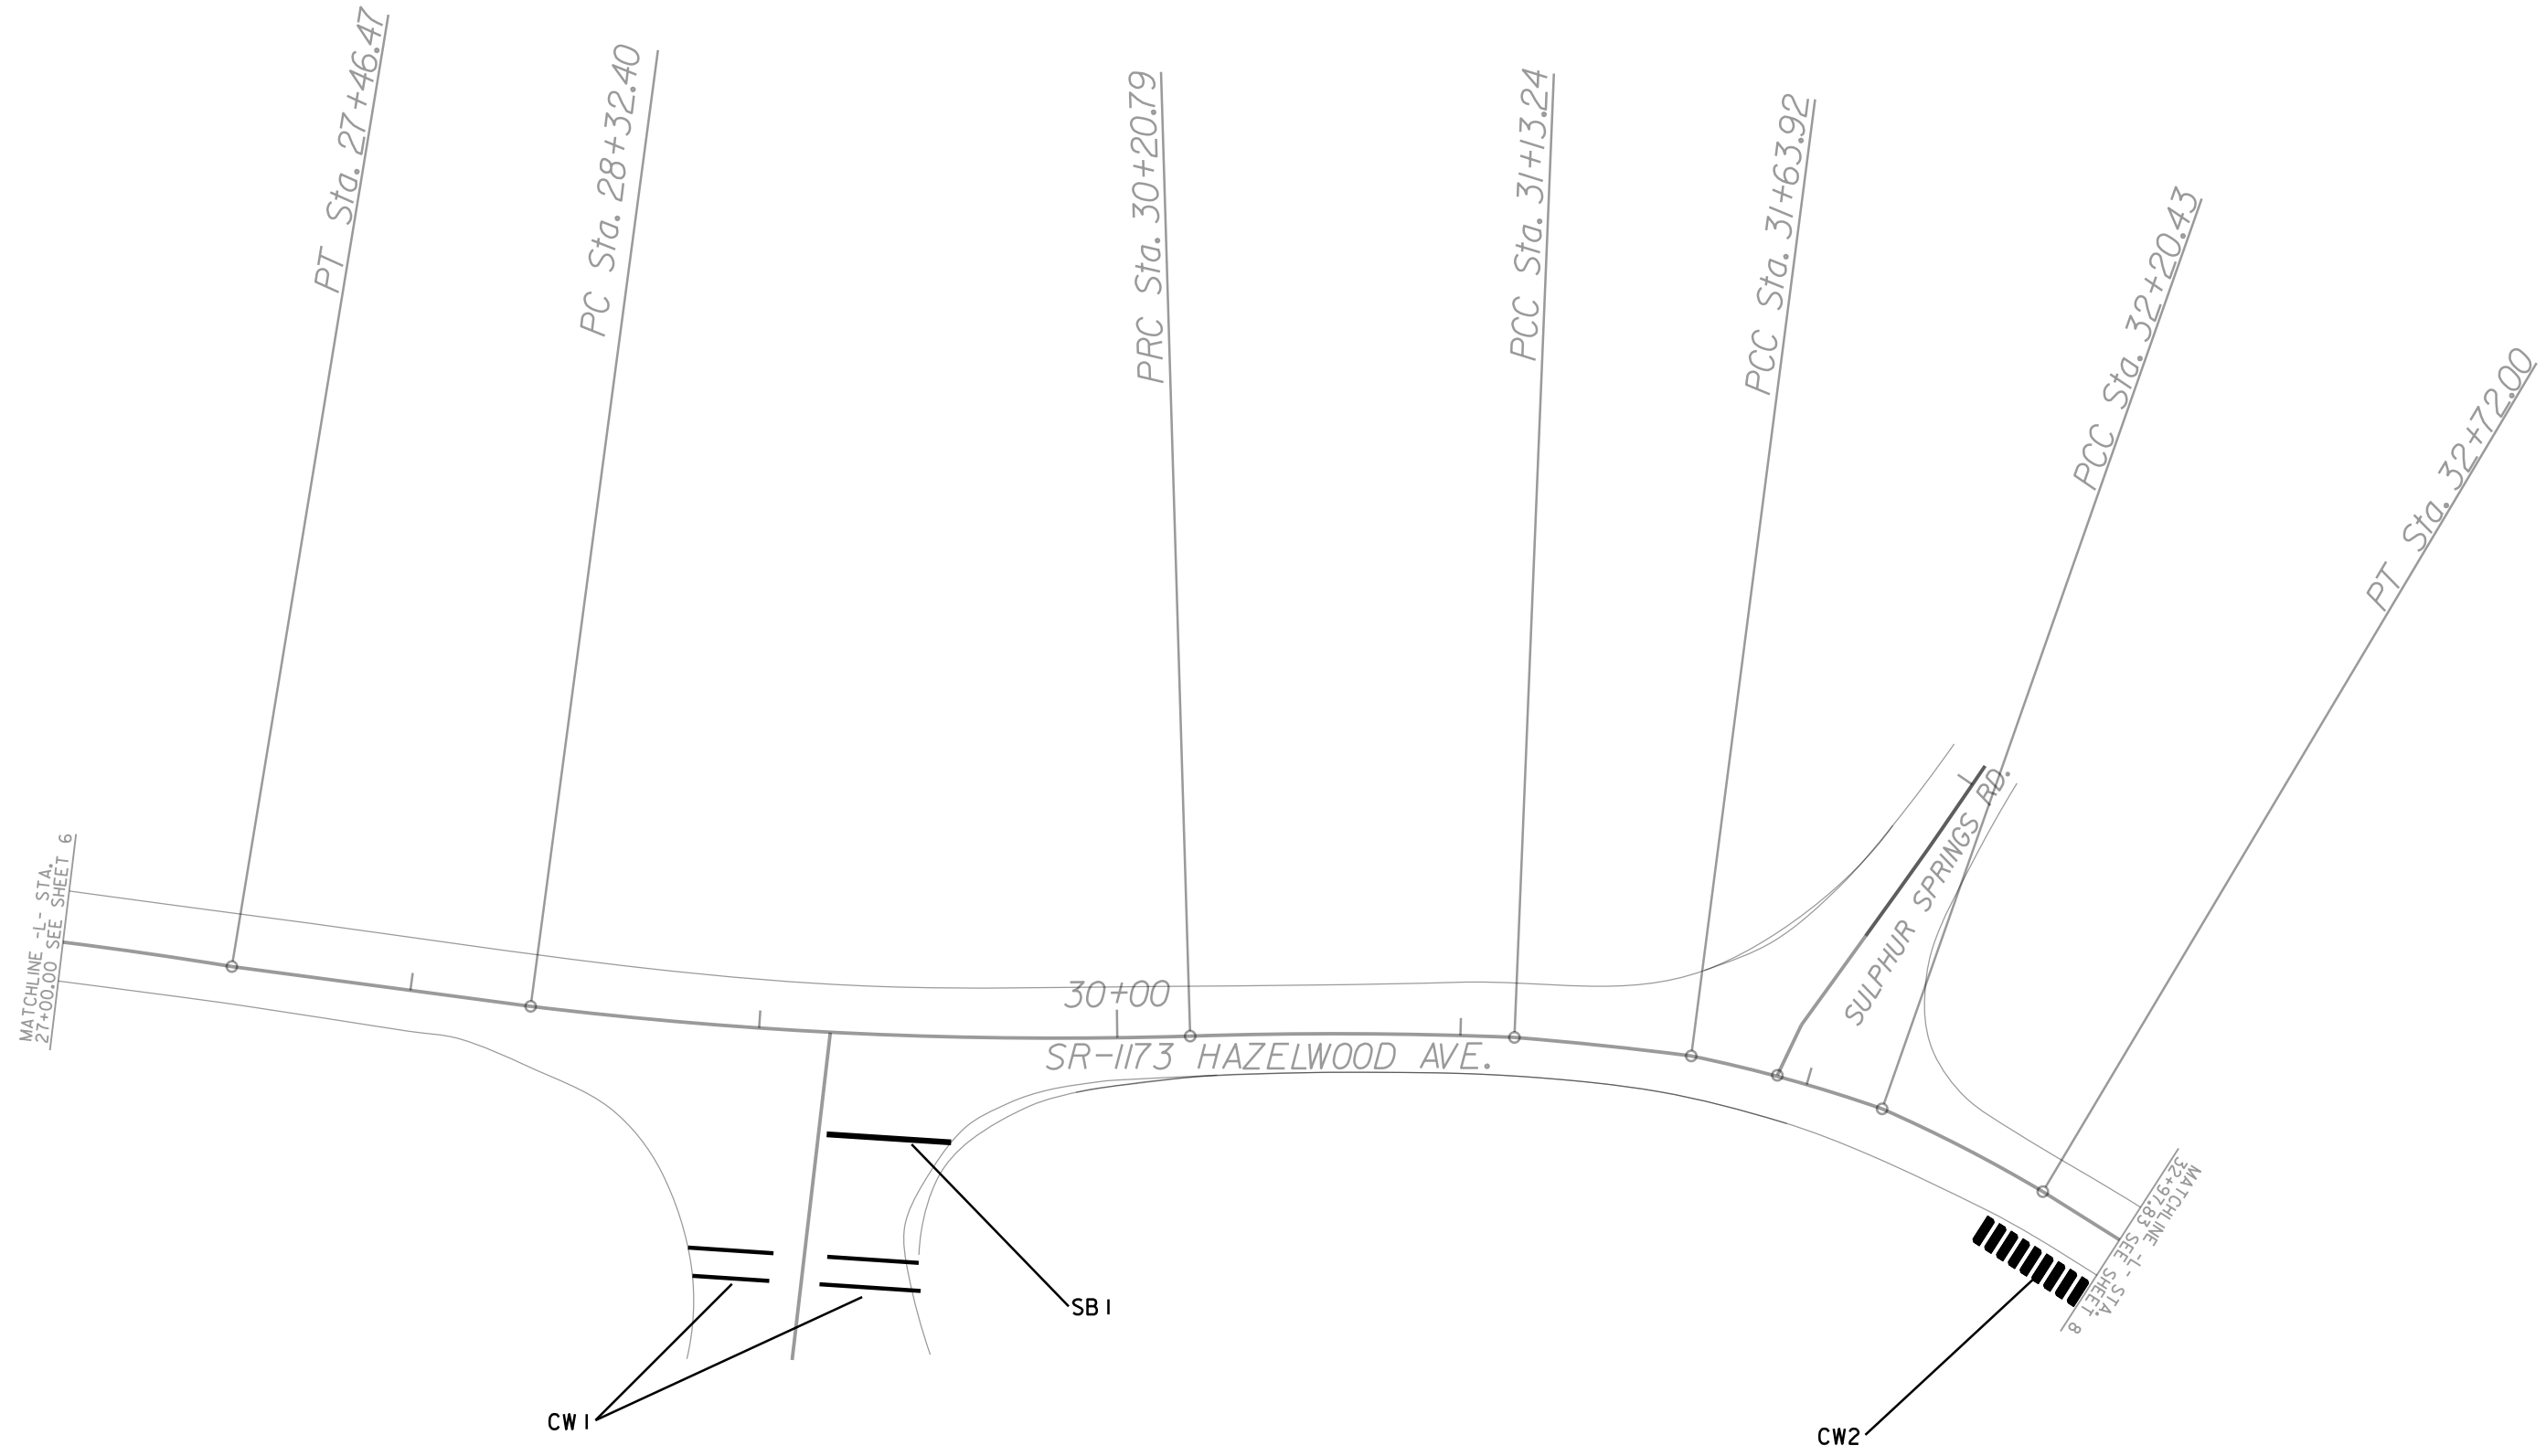 PT Sta. 27+46.47
PC Sta. 28+32.40
PRC Sta. 30+20.79
PCC Sta. 31+13.24
PCC Sta. 31+63.92
PCC Sta. 32+20.43
PT Sta. 32+72.00
MATCHLINE -L- STA.
27+00.00 SEE SHEET 6
30+00
SR-1173 HAZELWOOD AVE.
SULPHUR SPRINGS RD.
MATCHLINE -L- STA.
32+97.83 SEE SHEET 8
SB1
CW1
CW2